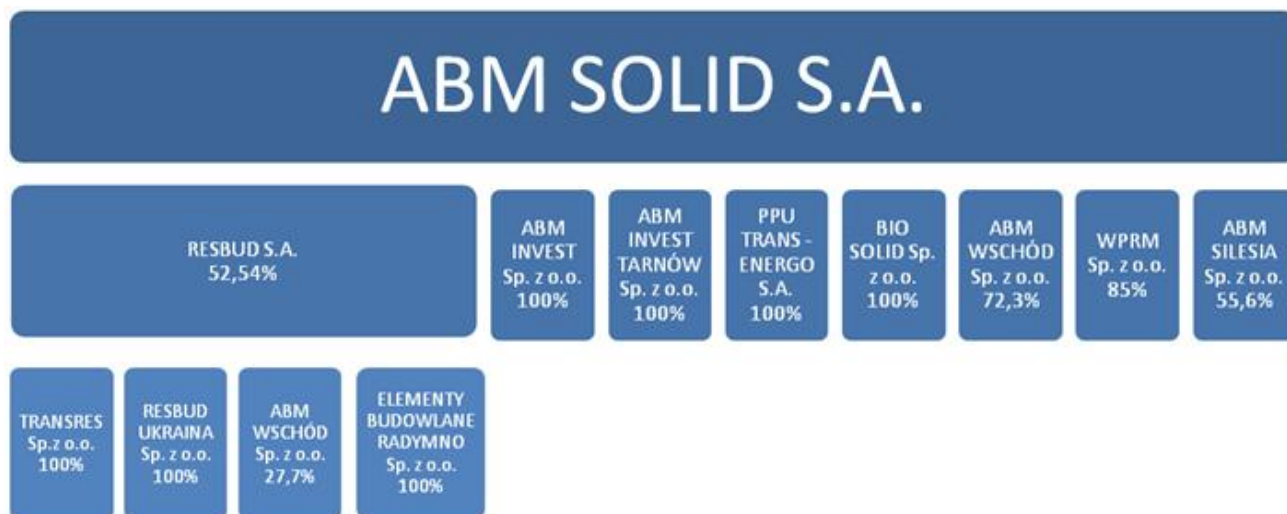 ABM SOLID S.A.
RESBUD S.A.
52,54%
ABM
INVEST
Sp. z o.o.
100%
ABM
INVEST
TARNÓW
Sp. z o.o.
100%
PPU
TRANS -
ENERGO
S.A.
100%
BIO
SOLID Sp.
z o.o.
100%
ABM
WSCHÓD
Sp. z o.o.
72,3%
WPRM
Sp. z o.o.
85%
ABM
SILESIA
Sp. z o.o.
55,6%
TRANSRES
Sp.z o.o.
100%
RESBUD
UKRAINA
Sp. z o.o.
100%
ABM
WSCHÓD
Sp. z o.o.
27,7%
ELEMENTY
BUDOWLANE
RADYMNO
Sp. z o.o.
100%